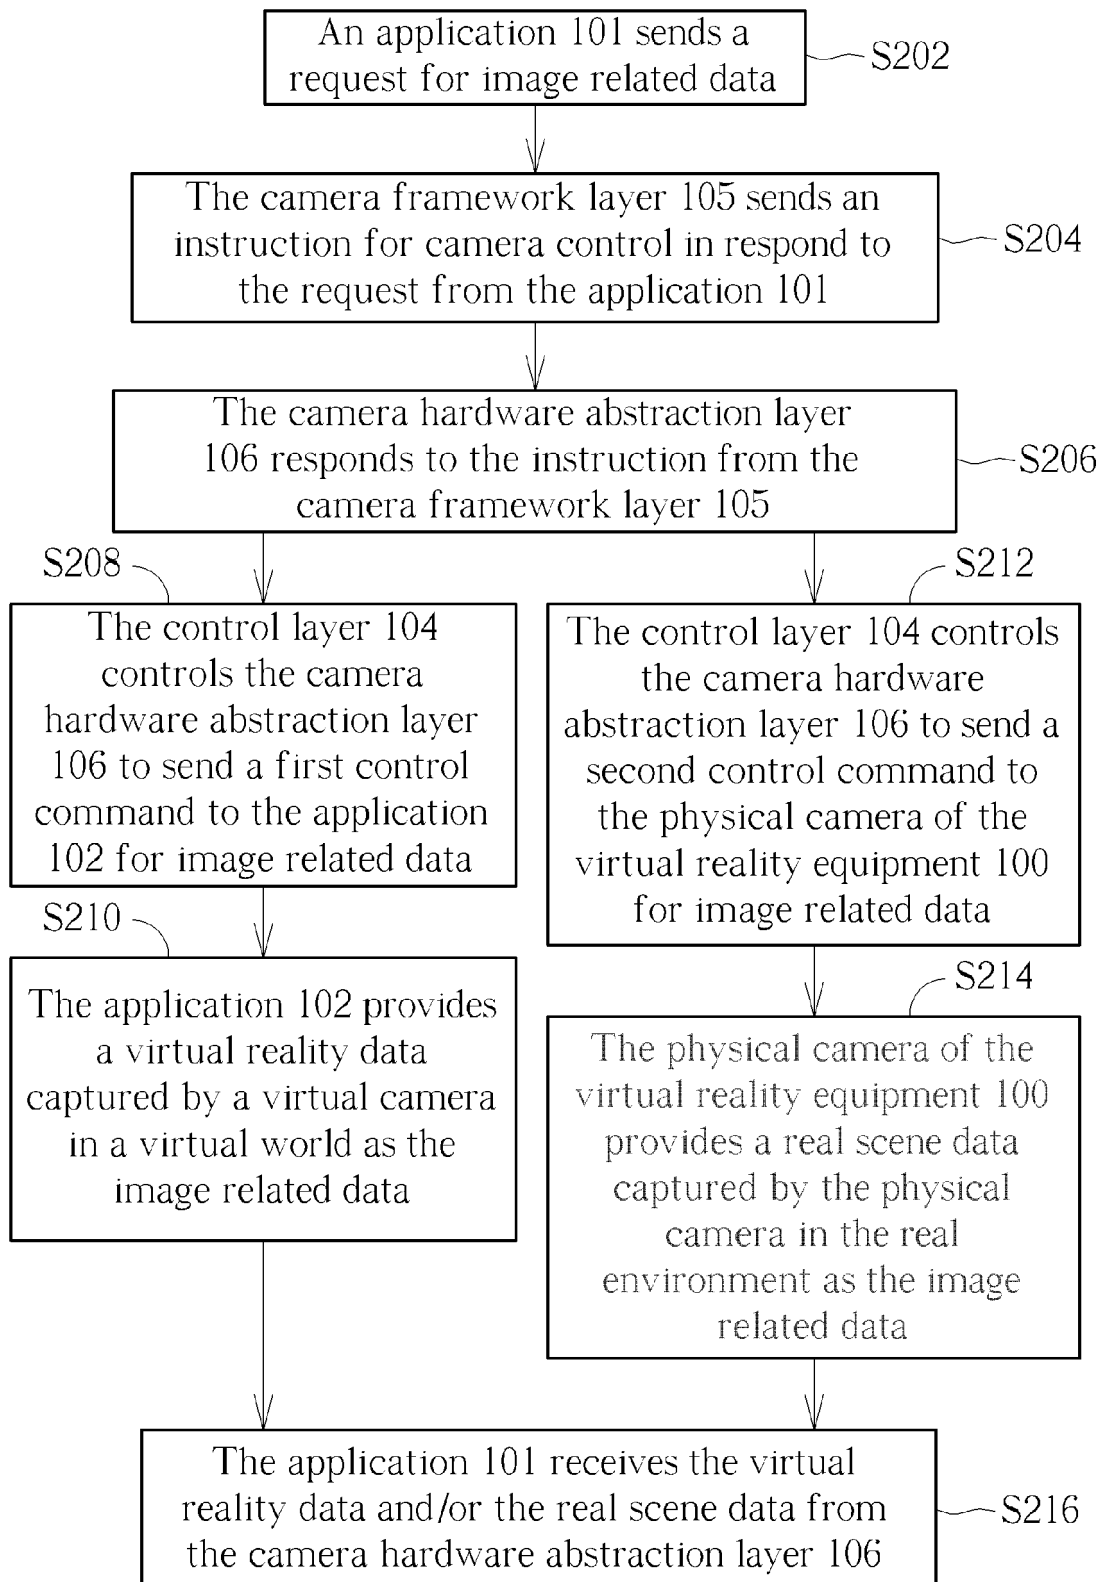 An application 101 sends a
request for image related data
S202
The camera framework layer 105 sends an
instruction for camera control in respond to
the request from the application 101
S204
The camera hardware abstraction layer
106 responds to the instruction from the
camera framework layer 105
S206
S208
The control layer 104
controls the camera
hardware abstraction layer
106 to send a first control
command to the application
102 for image related data
S212
The control layer 104 controls
the camera hardware
abstraction layer 106 to send a
second control command to
the physical camera of the
virtual reality equipment 100
for image related data
S210
The application 102 provides
a virtual reality data
captured by a virtual camera
in a virtual world as the
image related data
S214
The physical camera of the
virtual reality equipment 100
provides a real scene data
captured by the physical
camera in the real
environment as the image
related data
The application 101 receives the virtual
reality data and/or the real scene data from
the camera hardware abstraction layer 106
S216